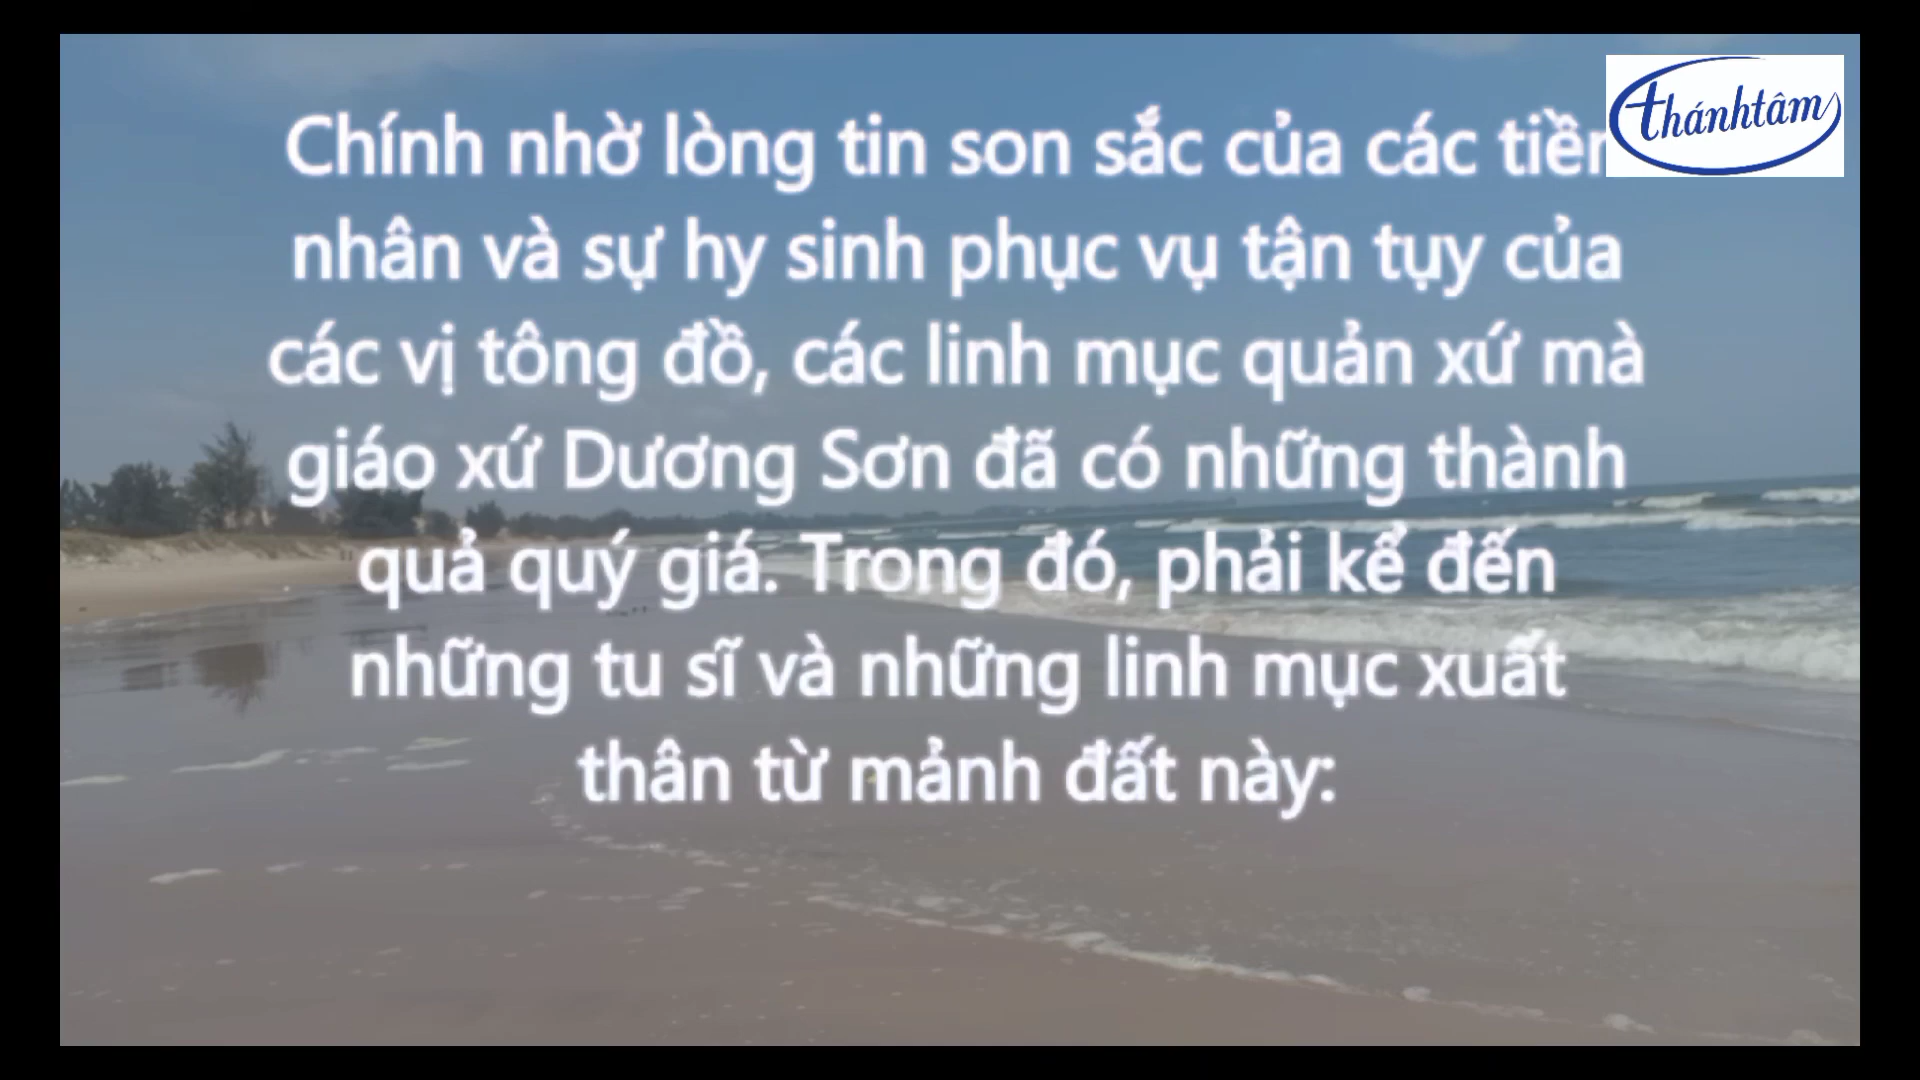 thánhtâm
Chính nhờ lòng tin son sắc của các tiền
nhân và sự hy sinh phục vụ tận tụy của
các vị tông đồ, các linh mục quản xứ mà
giáo xứ Dương Sơn đã có những thành
quả quý giá. Trong đó, phải kể đến
những tu sĩ và những linh mục xuất
thân từ mảnh đất này: